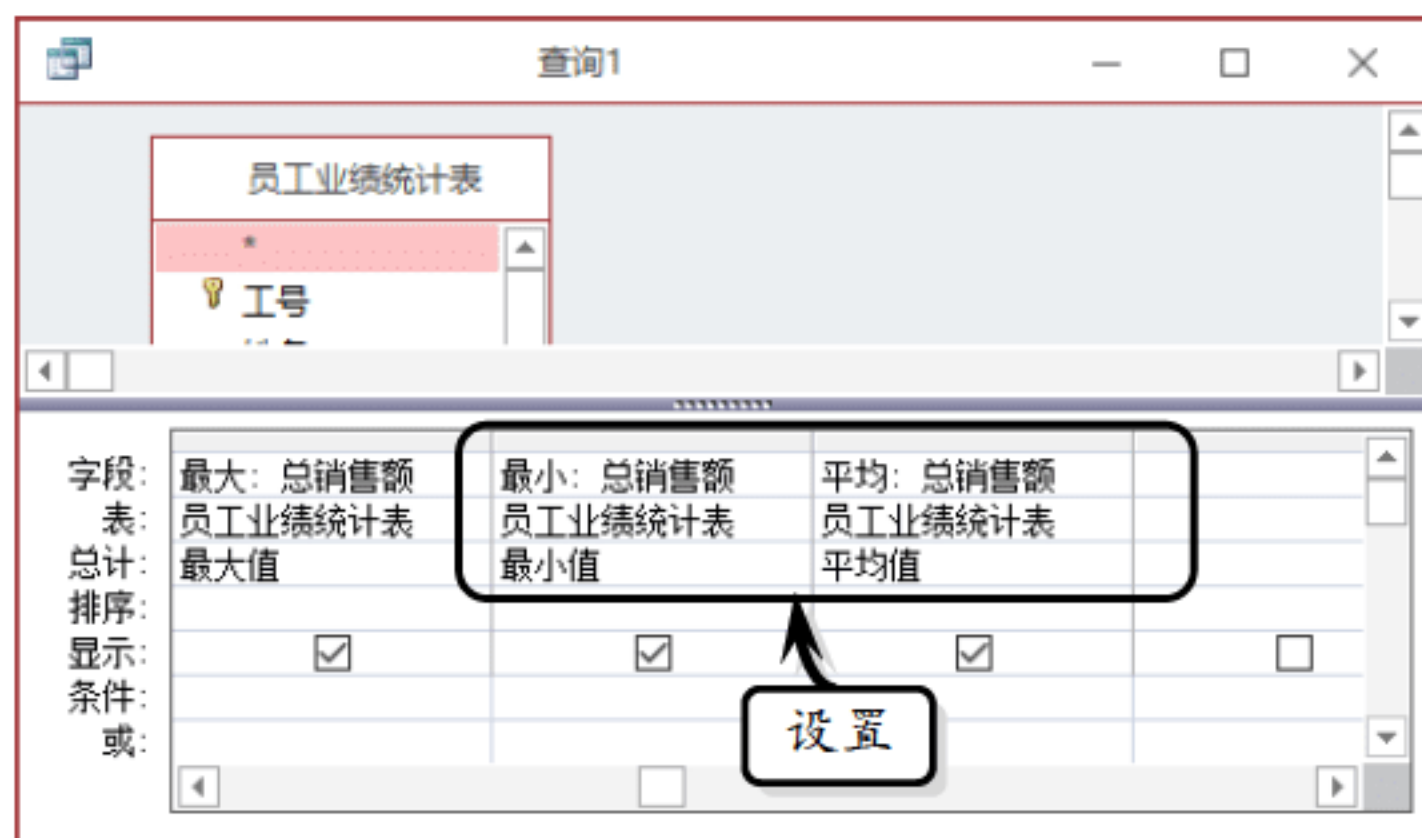 查询1
员工业绩统计表
*
工号
字段: 最大: 总销售额 最小: 总销售额 平均: 总销售额
表: 员工业绩统计表 员工业绩统计表 员工业绩统计表
总计: 最大值 最小值 平均值
排序:
显示:
条件:
或:
设置